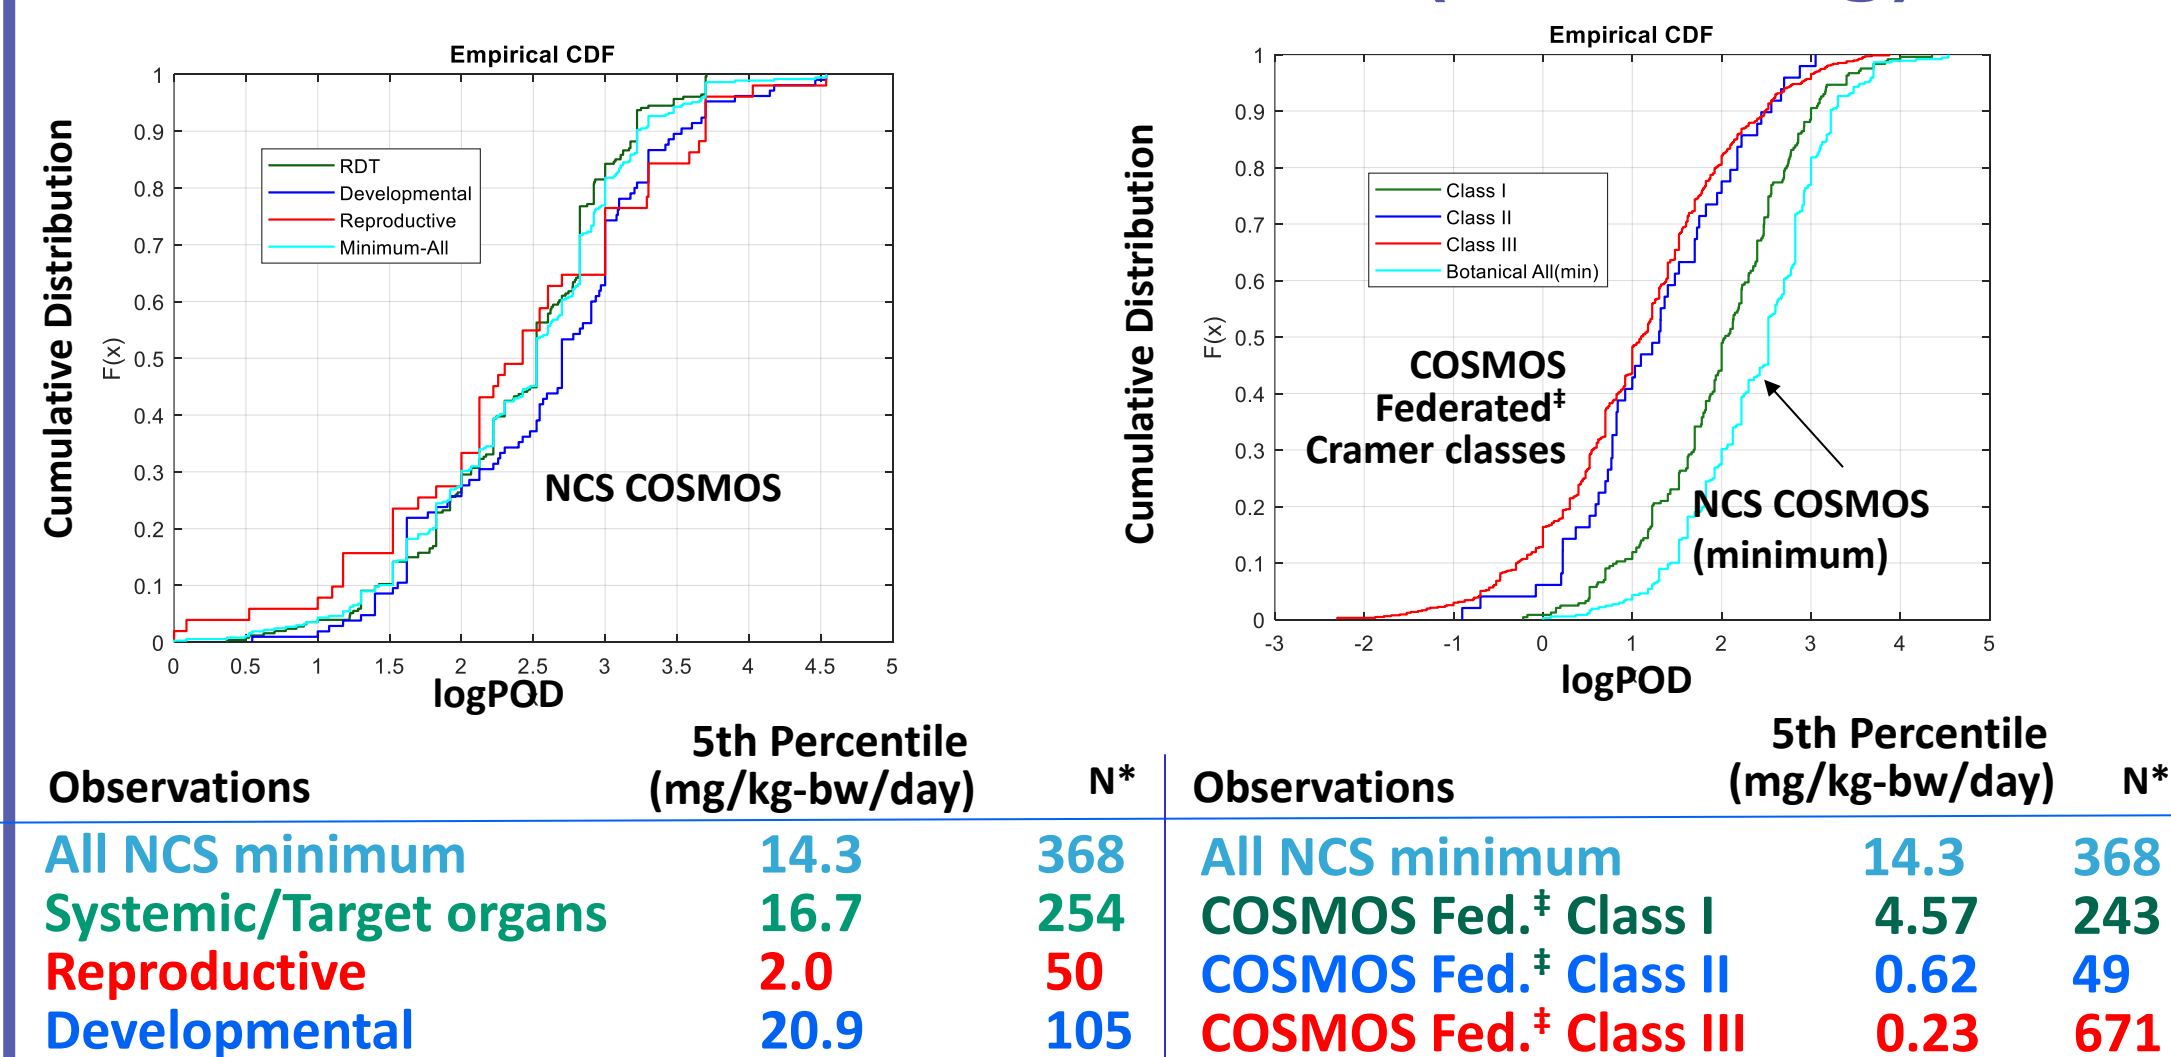 Empirical CDF
Cumulative Distribution
F(x)
1
0.9
0.8
0.7
0.6
0.5
0.4
0.3
0.2
0.1
0
RDT
Developmental
Reproductive
Minimum-All
NCS COSMOS
0 0.5 1 1.5 2 2.5 3 3.5 4 4.5 5
logPOD
Empirical CDF
Cumulative Distribution
F(x)
1
0.9
0.8
0.7
0.6
0.5
0.4
0.3
0.2
0.1
0
Class I
Class II
Class III
Botanical All(min)
COSMOS
Federated‡
Cramer classes
NCS COSMOS
(minimum)
-3 -2 -1 0 1 2 3 4 5
logPOD
Observations 5th Percentile N*
(mg/kg-bw/day)
All NCS minimum 14.3 368
Systemic/Target organs 16.7 254
Reproductive 2.0 50
Developmental 20.9 105
Observations 5th Percentile N*
(mg/kg-bw/day)
All NCS minimum 14.3 368
COSMOS Fed.‡ Class I 4.57 243
COSMOS Fed.‡ Class II 0.62 49
COSMOS Fed.‡ Class III 0.23 671